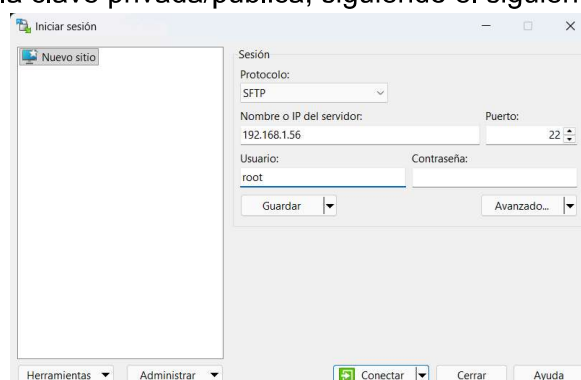 la clave privada/pública, siguiendo el siguien
Iniciar sesión
Nuevo sitio
Sesión
Protocolo:
SFTP
Nombre o IP del servidor: Puerto:
192.168.1.56 22
Usuario: Contraseña:
root
Guardar Avanzado...
Herramientas Administrar Conectar Cerrar Ayuda